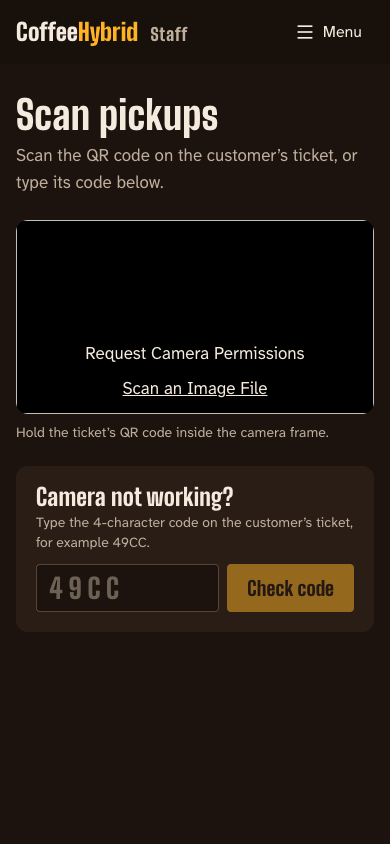 CoffeeHybrid Staff
Menu
Scan pickups
Scan the QR code on the customer’s ticket, or
type its code below.
Request Camera Permissions
Scan an Image File
Hold the ticket’s QR code inside the camera frame.
Camera not working?
Type the 4-character code on the customer’s ticket,
for example 49CC.
49CC
Check code